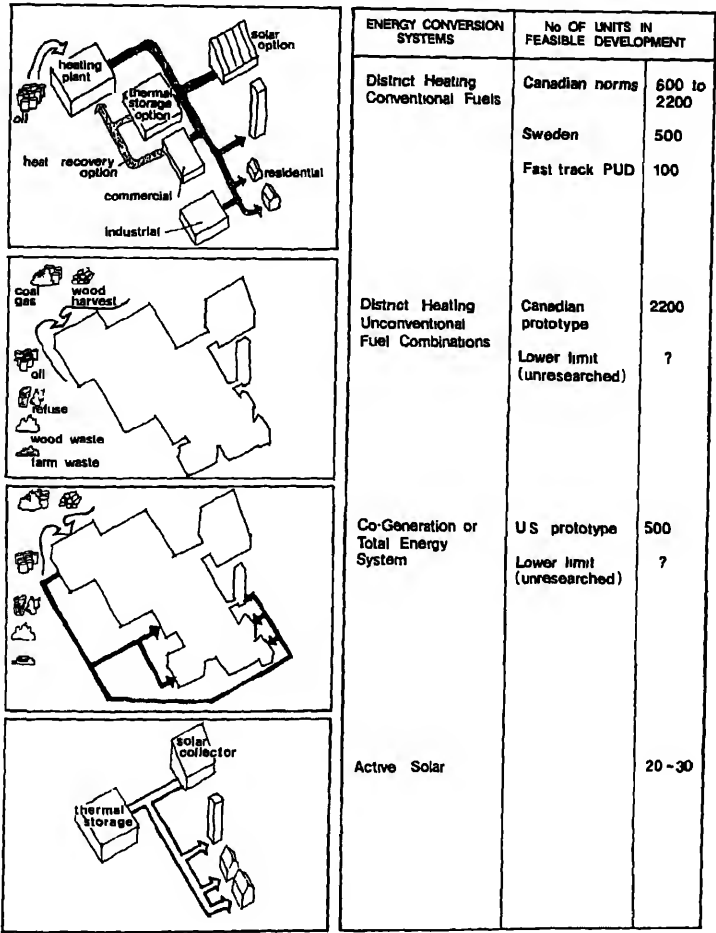 solar
option
heating
plant
thermal
storage
option
oil
heat recovery
option
commercial
residential
industrial
coal
gas
wood
harvest
oil
refuse
wood waste
farm waste
solar
collector
thermal
storage
ENERGY CONVERSION
SYSTEMS
No OF UNITS IN
FEASIBLE DEVELOPMENT
District Heating
Conventional Fuels
Canadian norms
600 to
2200
Sweden
500
Fast track PUD
100
District Heating
Unconventional
Fuel Combinations
Canadian
prototype
2200
Lower limit
(unresearched)
?
Co-Generation or
Total Energy
System
US prototype
500
Lower limit
(unresearched)
?
Active Solar
20-30